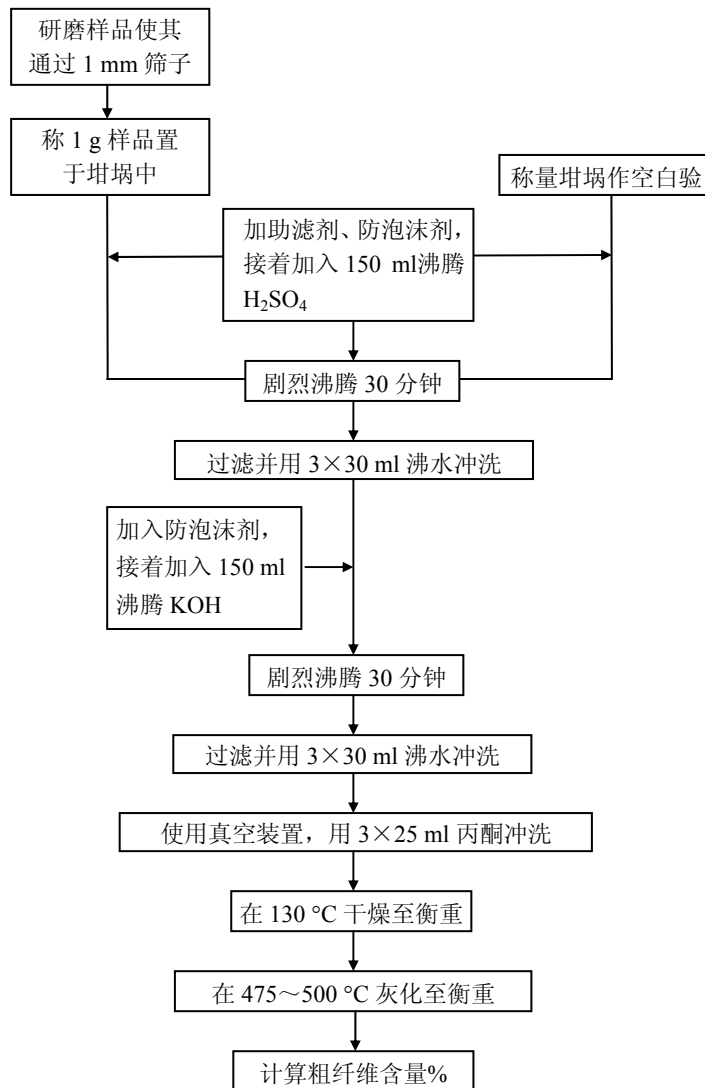 研磨样品使其
通过 1 mm 筛子
称 1 g 样品置
于坩埚中
称量坩埚作空白验
加助滤剂、防泡沫剂，
接着加入 150 ml沸腾
H₂SO₄
剧烈沸腾 30 分钟
过滤并用 3×30 ml 沸水冲洗
加入防泡沫剂，
接着加入 150 ml
沸腾 KOH
剧烈沸腾 30 分钟
过滤并用 3×30 ml 沸水冲洗
使用真空装置，用 3×25 ml 丙酮冲洗
在 130 °C 干燥至衡重
在 475～500 °C 灰化至衡重
计算粗纤维含量%